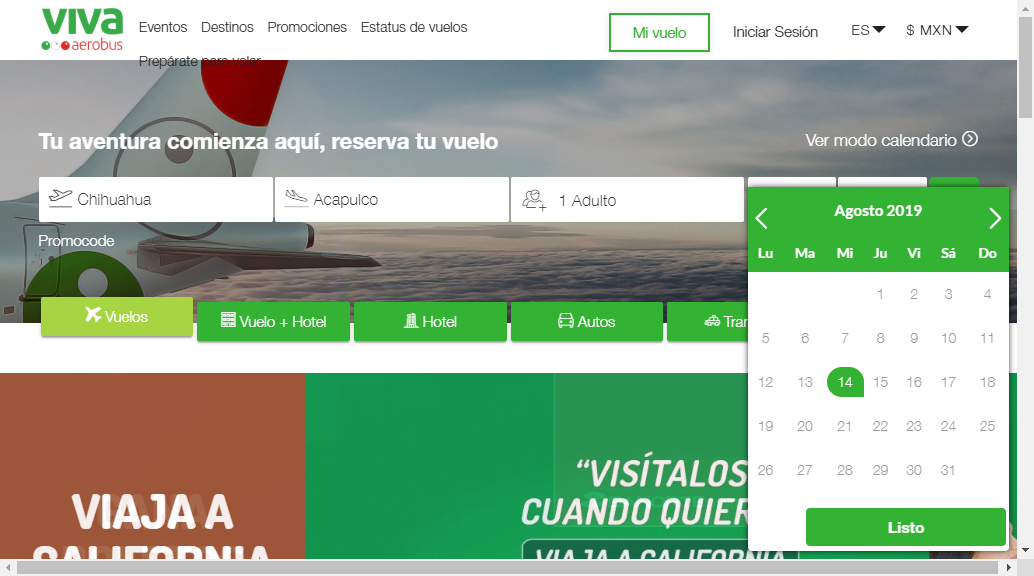 viva
aerobus
Eventos Destinos Promociones Estatus de vuelos
Prepárate para volar
Mi vuelo
Iniciar Sesión
ES
$ MXN
Tu aventura comienza aquí, reserva tu vuelo
Ver modo calendario
Chihuahua
Acapulco
1 Adulto
Promocode
Agosto 2019
Lu Ma Mi Ju Vi Sá Do
1 2 3 4
5 6 7 8 9 10 11
12 13 14 15 16 17 18
19 20 21 22 23 24 25
26 27 28 29 30 31
Listo
Vuelos
Vuelo + Hotel
Hotel
Autos
VIAJA A
CALIFORNIA
“VISÍTALOS
CUANDO
VIAJA A CALIFORNIA